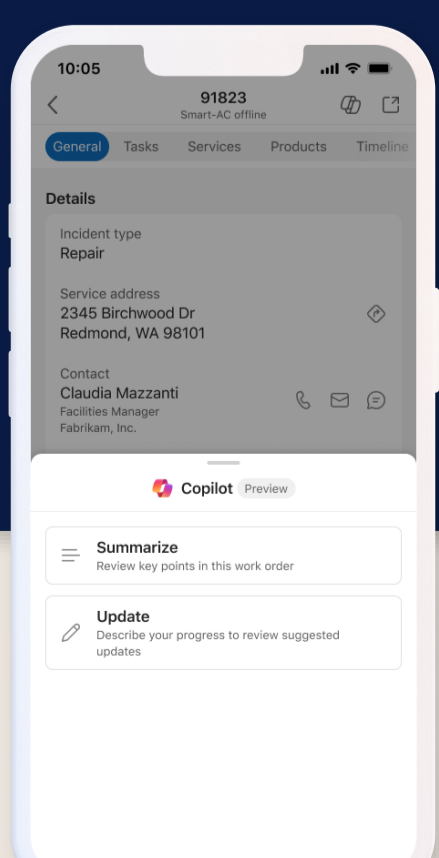 10:05
91823
Smart-AC offline
General Tasks Services Products Timeline
Details
Incident type
Repair
Service address
2345 Birchwood Dr
Redmond, WA 98101
Contact
Claudia Mazzanti
Facilities Manager
Fabrikam, Inc.
Copilot Preview
Summarize
Review key points in this work order
Update
Describe your progress to review suggested
updates